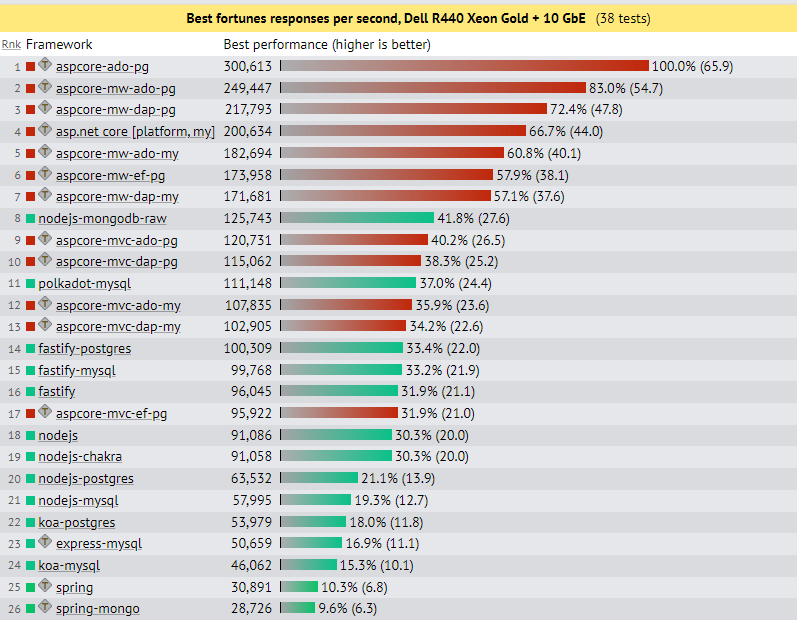 Best fortunes responses per second, Dell R440 Xeon Gold + 10 GbE (38 tests)
Rnk Framework Best performance (higher is better)
1 T aspcore-ado-pg 300,613 100.0% (65.9)
2 T aspcore-mw-ado-pg 249,447 83.0% (54.7)
3 T aspcore-mw-dap-pg 217,793 72.4% (47.8)
4 T asp.net core [platform, my] 200,634 66.7% (44.0)
5 T aspcore-mw-ado-my 182,694 60.8% (40.1)
6 T aspcore-mw-ef-pg 173,958 57.9% (38.1)
7 T aspcore-mw-dap-my 171,681 57.1% (37.6)
8 nodejs-mongodb-raw 125,743 41.8% (27.6)
9 T aspcore-mvc-ado-pg 120,731 40.2% (26.5)
10 T aspcore-mvc-dap-pg 115,062 38.3% (25.2)
11 polkadot-mysql 111,148 37.0% (24.4)
12 T aspcore-mvc-ado-my 107,835 35.9% (23.6)
13 T aspcore-mvc-dap-my 102,905 34.2% (22.6)
14 fastify-postgres 100,309 33.4% (22.0)
15 fastify-mysql 99,768 33.2% (21.9)
16 fastify 96,045 31.9% (21.1)
17 T aspcore-mvc-ef-pg 95,922 31.9% (21.0)
18 nodejs 91,086 30.3% (20.0)
19 nodejs-chakra 91,058 30.3% (20.0)
20 nodejs-postgres 63,532 21.1% (13.9)
21 nodejs-mysql 57,995 19.3% (12.7)
22 koa-postgres 53,979 18.0% (11.8)
23 T express-mysql 50,659 16.9% (11.1)
24 koa-mysql 46,062 15.3% (10.1)
25 T spring 30,891 10.3% (6.8)
26 T spring-mongo 28,726 9.6% (6.3)